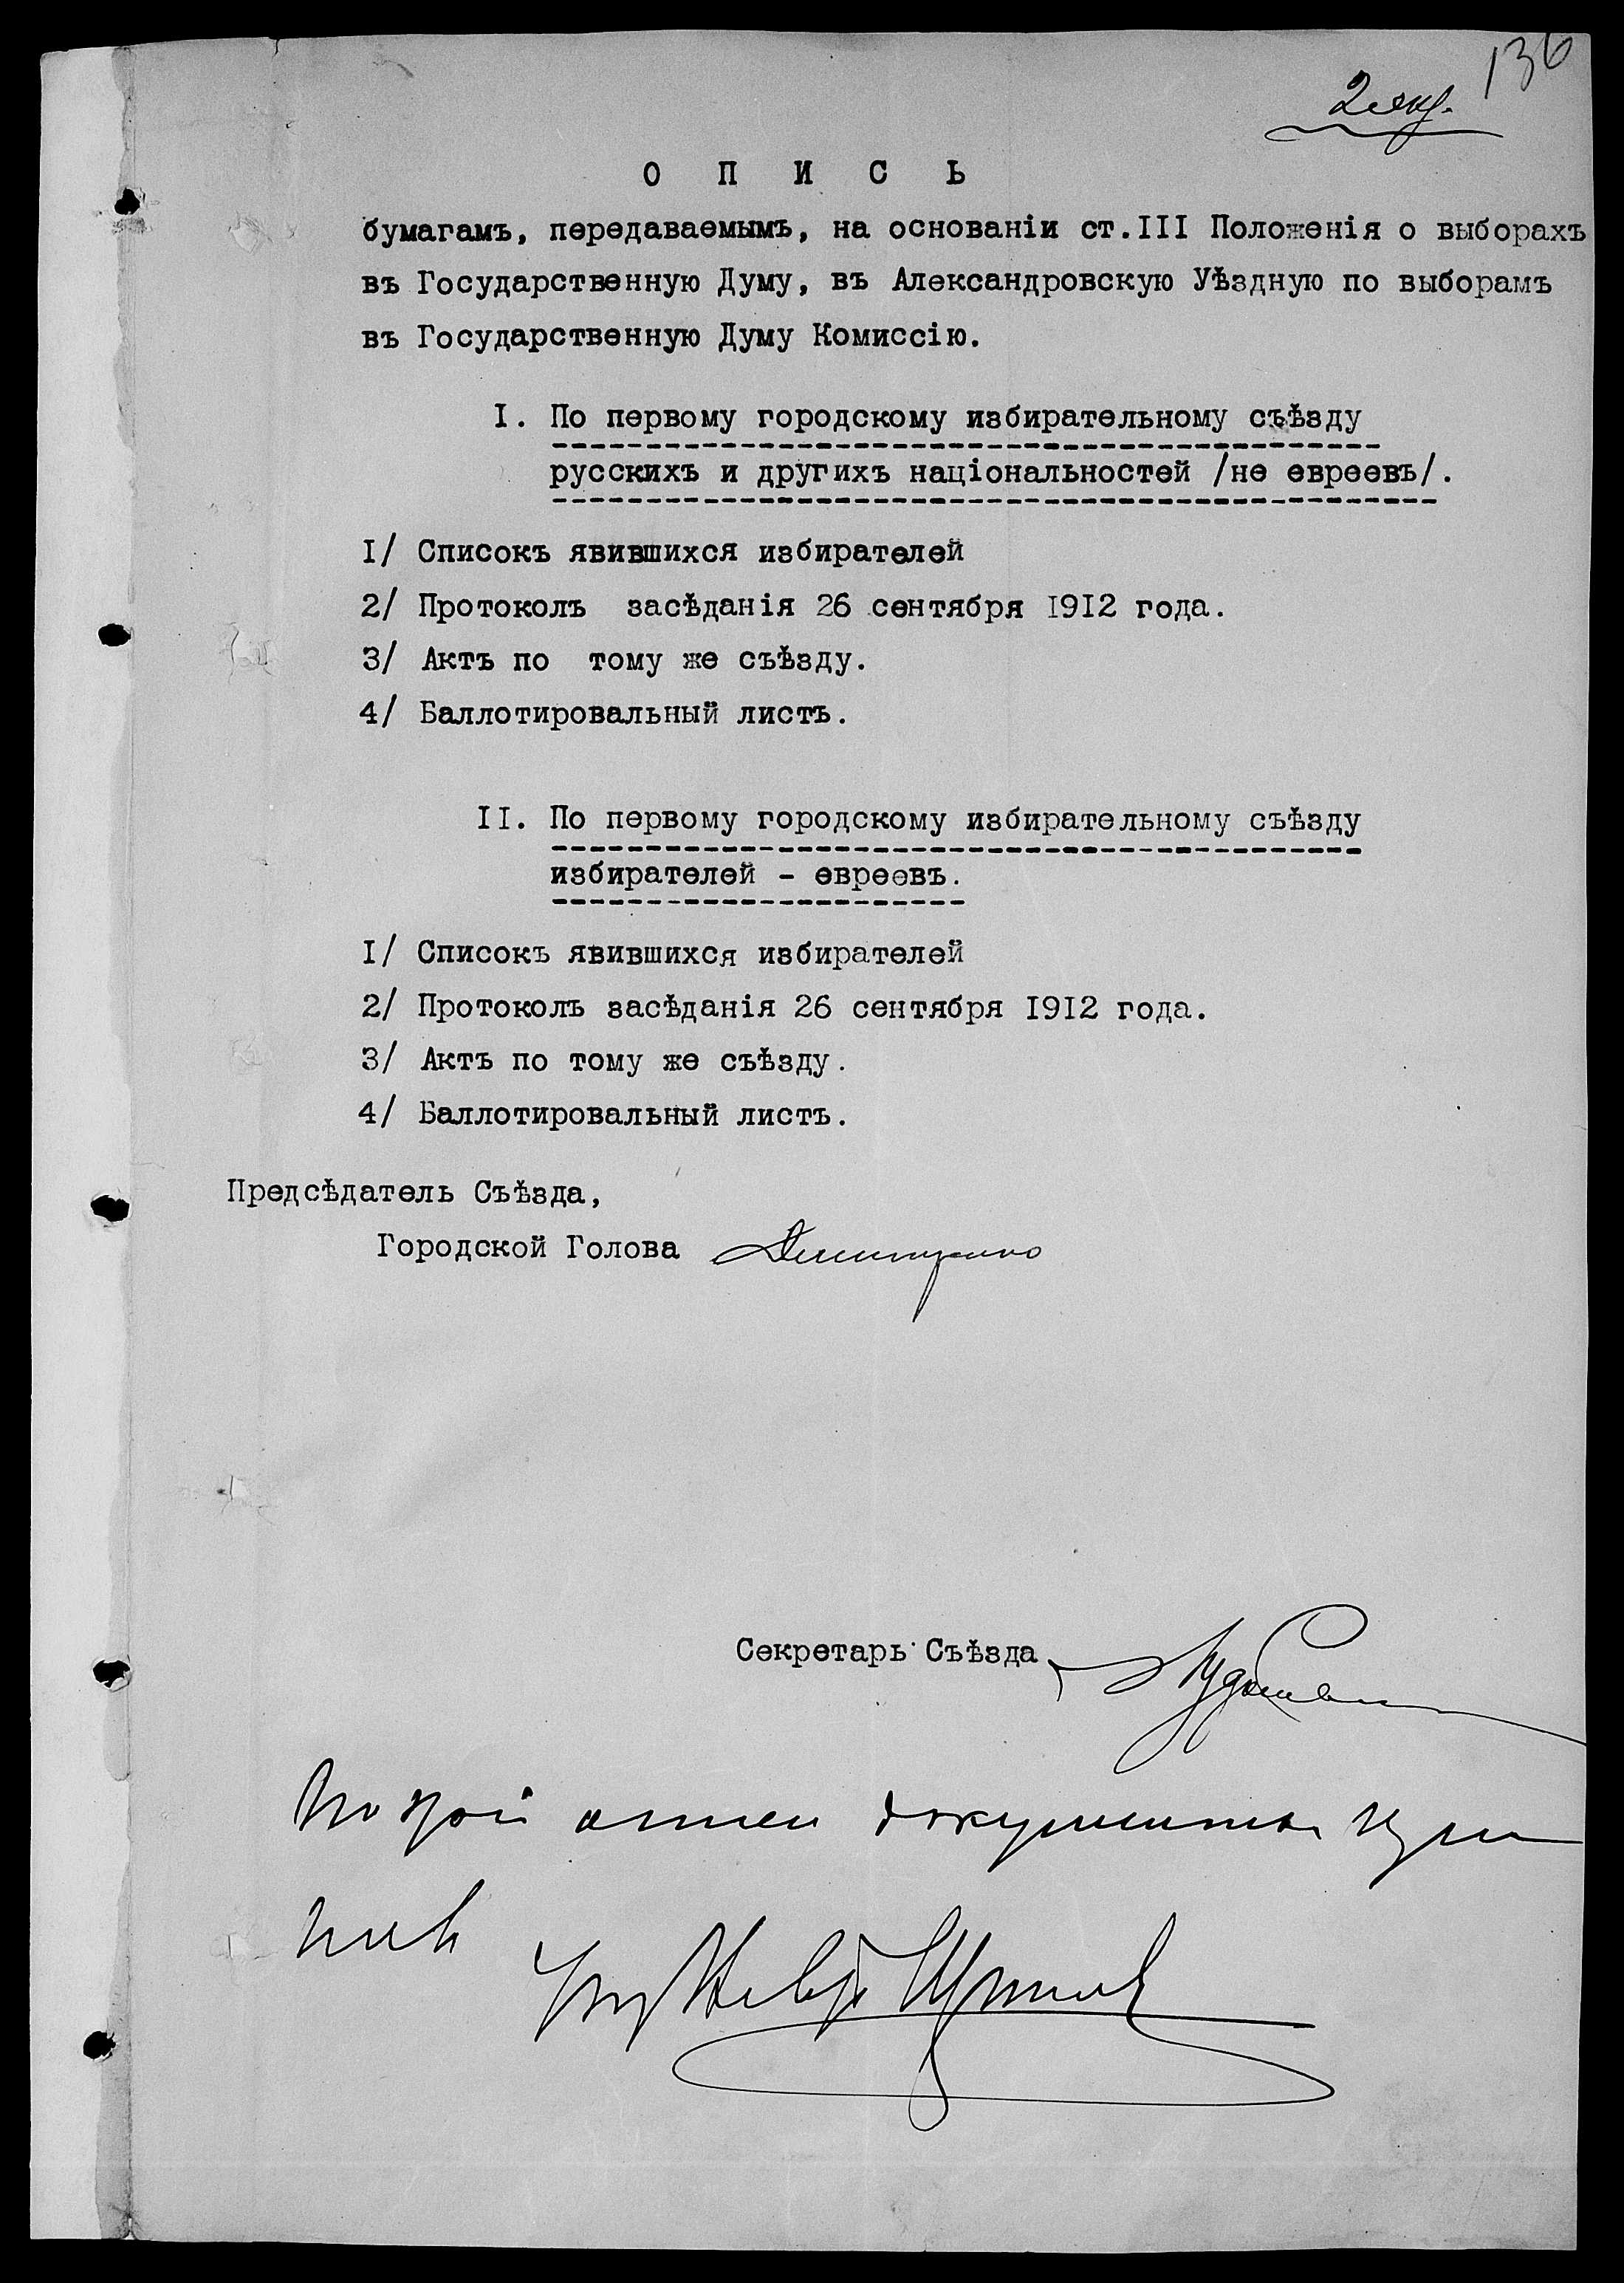 136
2 экз.
О П И С Ь
бумагамъ, передаваемымъ, на основаніи ст.III Положенія о выборахъ
въ Государственную Думу, въ Александровскую Уѣздную по выборамъ
въ Государственную Думу Комиссію.
I. По первому городскому избирательному съѣзду
русскихъ и другихъ національностей /не евреевъ/.
I/ Списокъ явившихся избирателей
2/ Протоколъ засѣданія 26 сентября I9I2 года.
3/ Актъ по тому же съѣзду.
4/ Баллотировальный листъ.
II. По первому городскому избирательному съѣзду
избирателей - евреевъ.
I/ Списокъ явившихся избирателей
2/ Протоколъ засѣданія 26 сентября I9I2 года.
3/ Актъ по тому же съѣзду.
4/ Баллотировальный листъ.
Предсѣдатель Съѣзда,
Городской Голова
Секретарь Съѣзда
документы